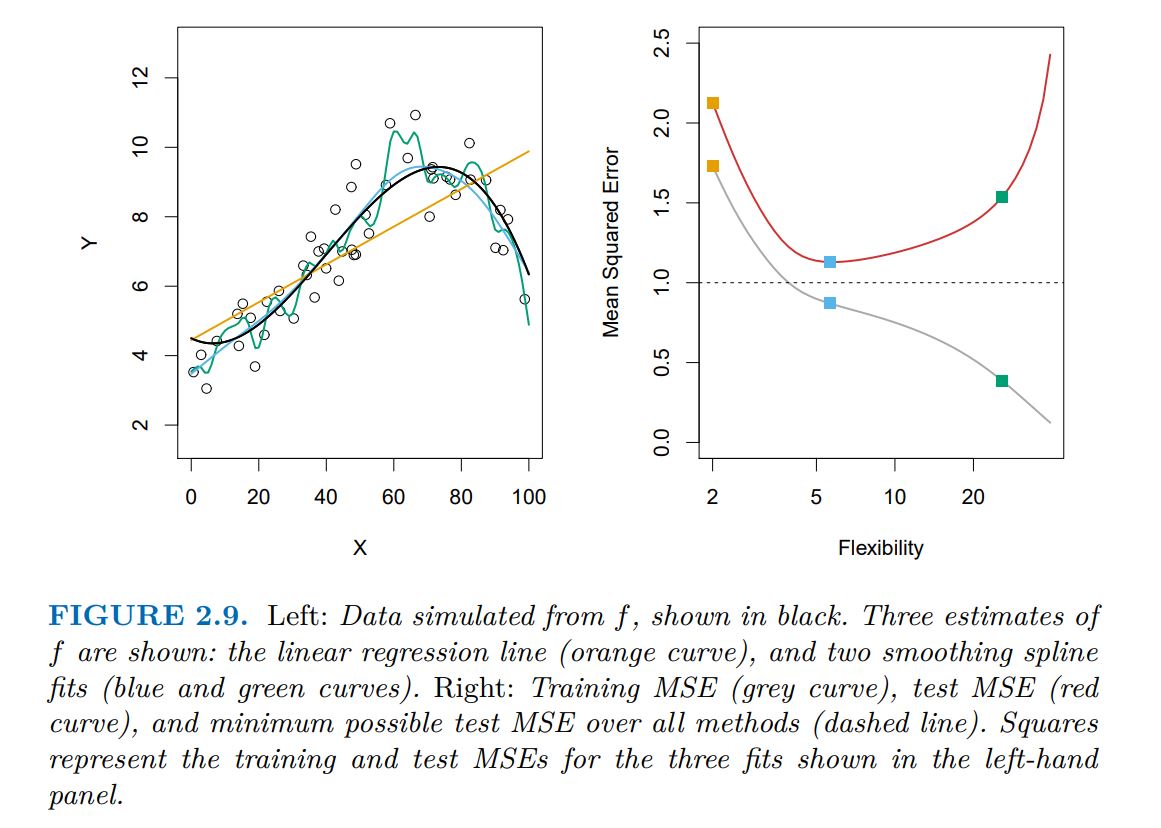 12
10
8
6
4
2
Y
0 20 40 60 80 100
X
2.5
2.0
1.5
1.0
0.5
0.0
Mean Squared Error
2 5 10 20
Flexibility
FIGURE 2.9. Left: Data simulated from f, shown in black. Three estimates of
f are shown: the linear regression line (orange curve), and two smoothing spline
fits (blue and green curves). Right: Training MSE (grey curve), test MSE (red
curve), and minimum possible test MSE over all methods (dashed line). Squares
represent the training and test MSEs for the three fits shown in the left-hand
panel.